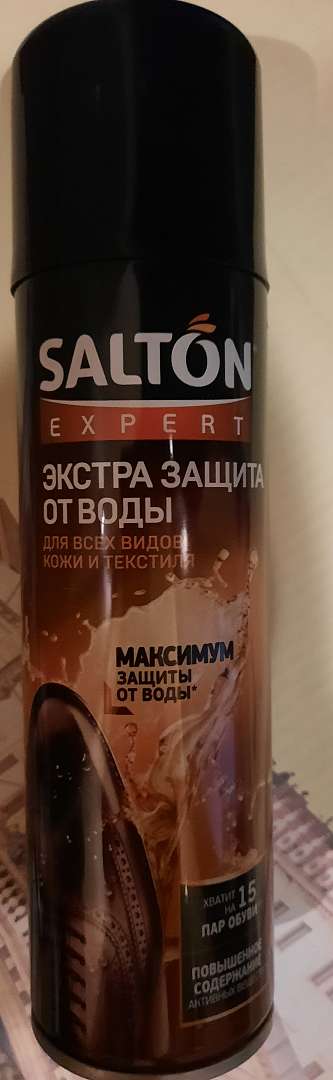 SALTON
EXPERT
ЭКСТРА ЗАЩИТА
ОТ ВОДЫ
ДЛЯ ВСЕХ ВИДОВ
КОЖИ И ТЕКСТИЛЯ
МАКСИМУМ
ЗАЩИТЫ
ОТ ВОДЫ*
ХВАТИТ
НА 15
ПАР ОБУВИ
ПОВЫШЕННОЕ
СОДЕРЖАНИЕ
АКТИВНЫХ